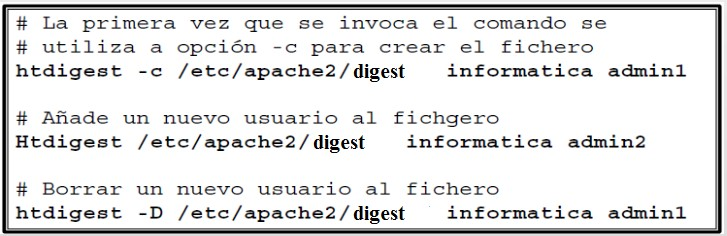 # La primera vez que se invoca el comando se
# utiliza a opción -c para crear el fichero
htdigest -c /etc/apache2/digest informatica admin1
# Añade un nuevo usuario al fichgero
Htdigest /etc/apache2/digest informatica admin2
# Borrar un nuevo usuario al fichero
htdigest -D /etc/apache2/digest informatica admin1